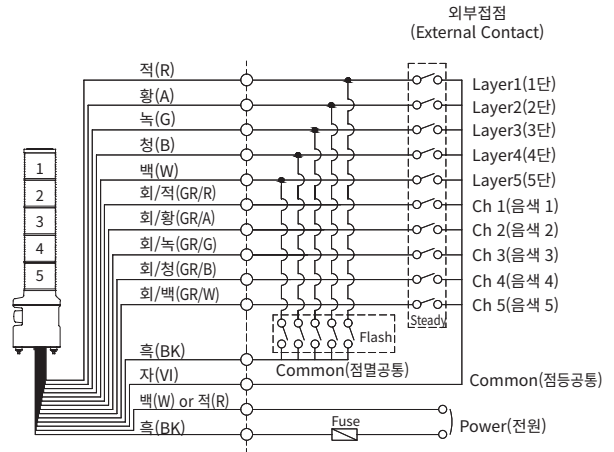 외부접점
(External Contact)
적(R)
Layer1(1단)
황(A)
Layer2(2단)
녹(G)
Layer3(3단)
청(B)
Layer4(4단)
백(W)
Layer5(5단)
회/적(GR/R)
Ch 1(음색 1)
회/황(GR/A)
Ch 2(음색 2)
회/녹(GR/G)
Ch 3(음색 3)
회/청(GR/B)
Ch 4(음색 4)
회/백(GR/W)
Ch 5(음색 5)
1
2
3
4
5
Steady
Flash
흑(BK)
Common(점멸공통)
자(VI)
Common(점등공통)
백(W) or 적(R)
Fuse
Power(전원)
흑(BK)